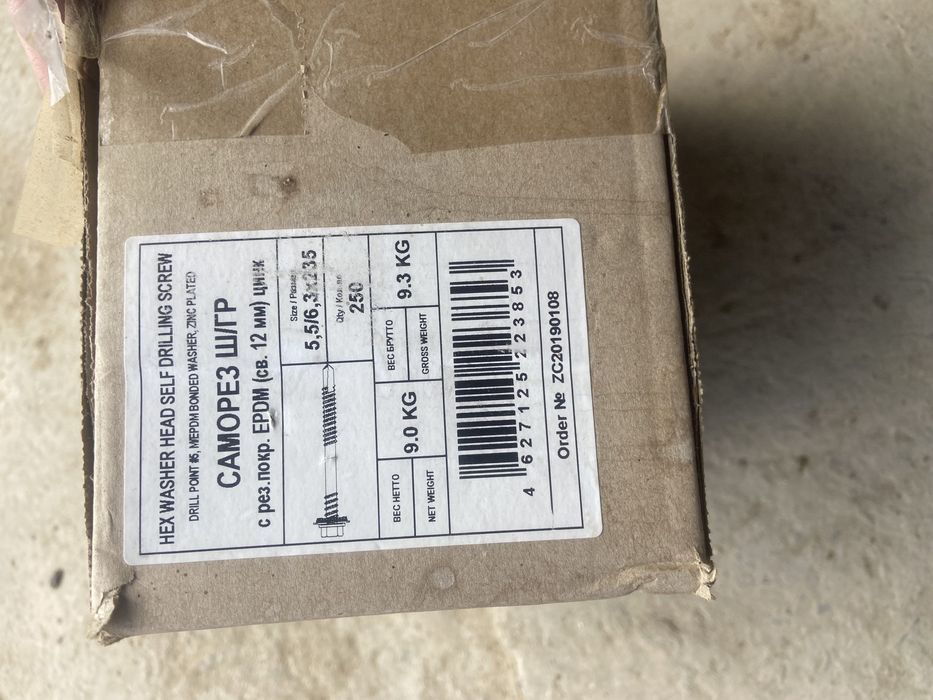 HEX WASHER HEAD SELF DRILLING SCREW
DRILL POINT #5, M/EPDM BONDED WASHER, ZINC PLATED
САМОРЕЗ Ш/ГР
с рез.покр. EPDM (св. 12 мм) цинк
Size / Размер
5,5/6,3x235
Qty / Кол-во
250
ВЕС НЕТТО
NET WEIGHT
9.0 KG
ВЕС БРУТТО
GROSS WEIGHT
9.3 KG
4 627125 223853
Order № ZC20190108